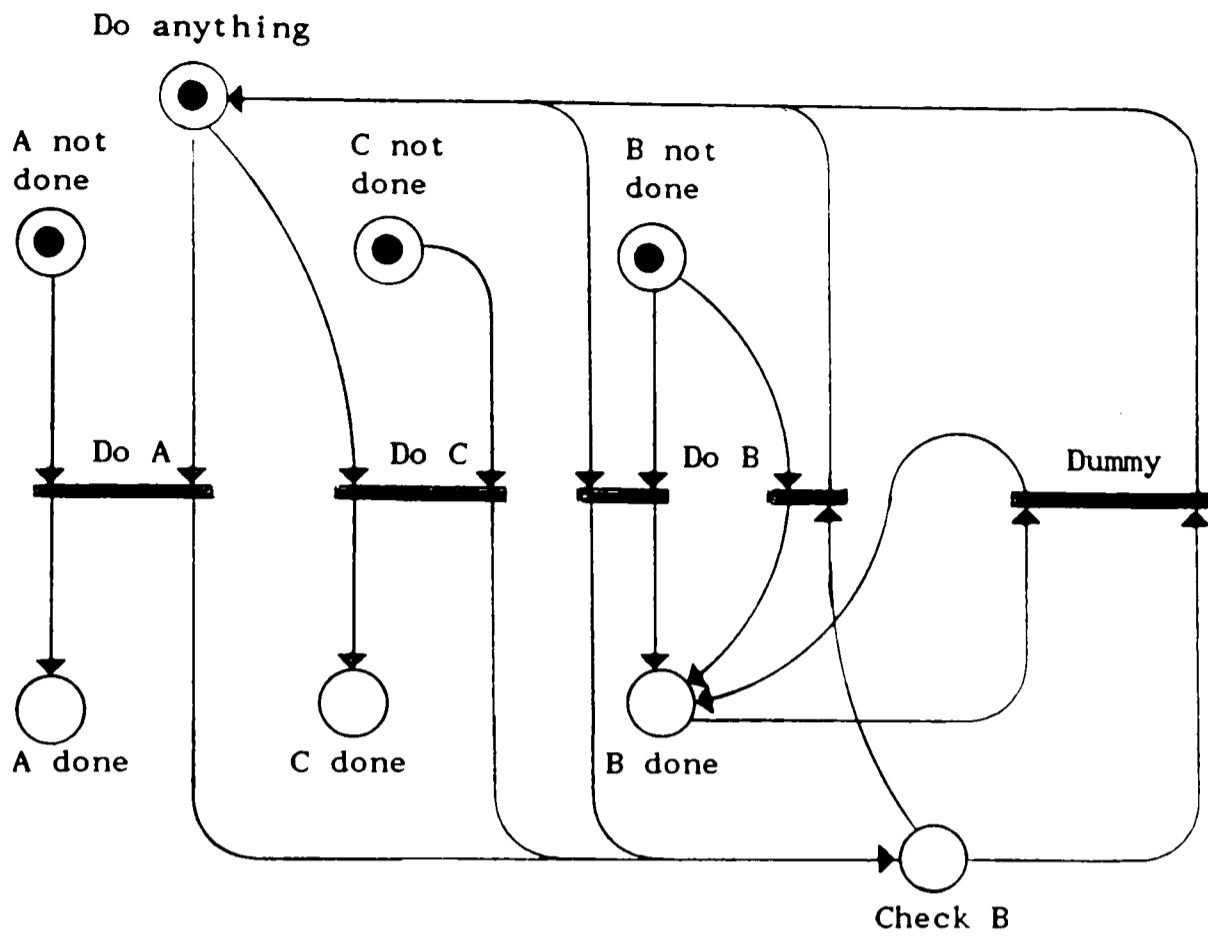 Do anything
A not
done
C not
done
B not
done
Do A
Do C
Do B
Dummy
A done
C done
B done
Check B